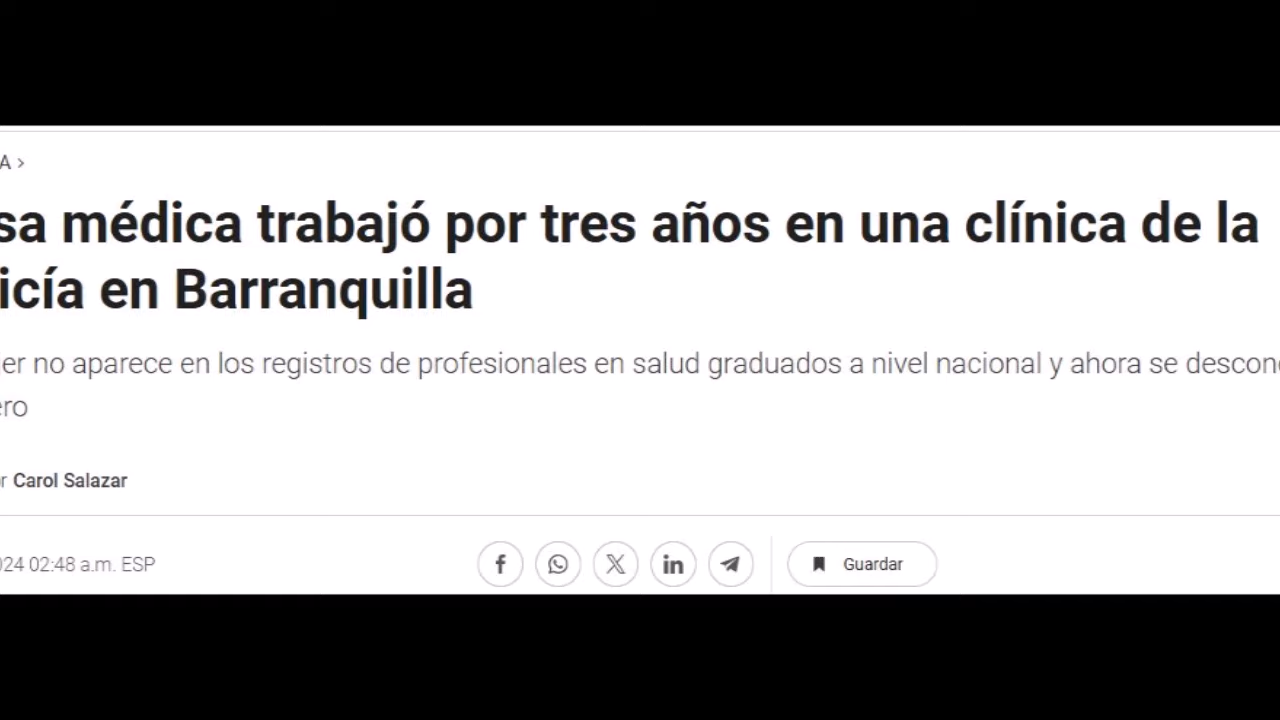 A >
sa médica trabajó por tres años en una clínica de la
icía en Barranquilla
er no aparece en los registros de profesionales en salud graduados a nivel nacional y ahora se descono
ero
r Carol Salazar
024 02:48 a.m. ESP
Guardar